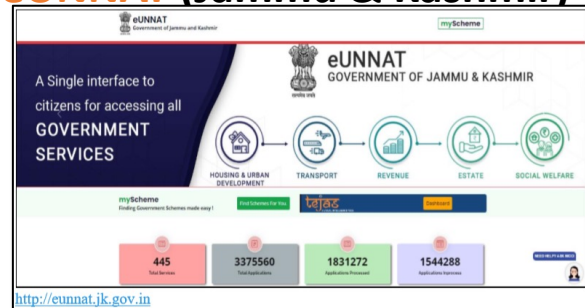 eUNNAT
Government of Jammu and Kashmir
myScheme
eUNNAT
GOVERNMENT OF JAMMU & KASHMIR
A Single interface to
citizens for accessing all
GOVERNMENT
SERVICES
HOUSING & URBAN
DEVELOPMENT
TRANSPORT
REVENUE
ESTATE
SOCIAL WELFARE
myScheme
Finding Government Schemes made easy !
Find Schemes For You
tejas
Dashboard
445
Total Services
3375560
Total Applications
1831272
Applications Processed
1544288
Applications Inprocess
http://eunnat.jk.gov.in